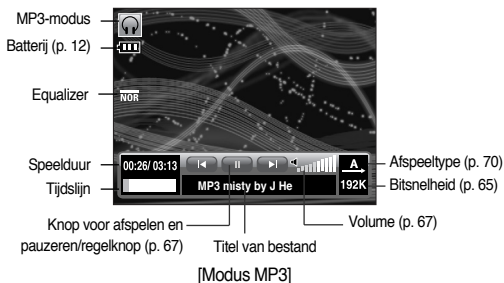 MP3-modus
Batterij (p. 12)
Equalizer
NOR
Speelduur
00:26/ 03:13
A
Afspeeltype (p. 70)
Tijdslijn
MP3 misty by J He
192K
Bitsnelheid (p. 65)
Knop voor afspelen en
pauzeren/regelknop (p. 67)
Titel van bestand
Volume (p. 67)
[Modus MP3]